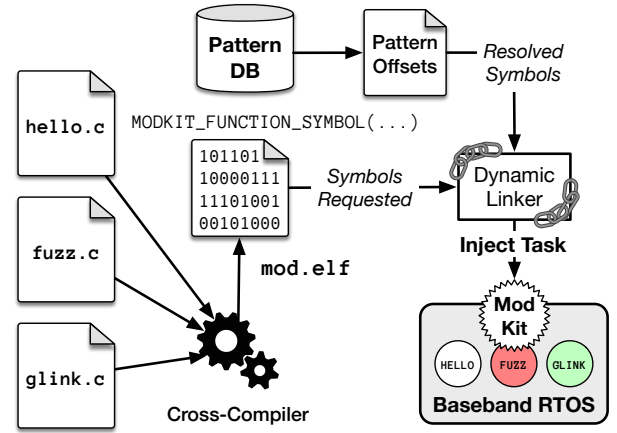 Pattern
DB
Pattern
Offsets
Resolved
Symbols
hello.c
MODKIT_FUNCTION_SYMBOL(...)
101101
10000111
11101001
00101000
Symbols
Requested
Dynamic
Linker
fuzz.c
mod.elf
Inject Task
Mod
Kit
glink.c
HELLO
FUZZ
GLINK
Baseband RTOS
Cross-Compiler